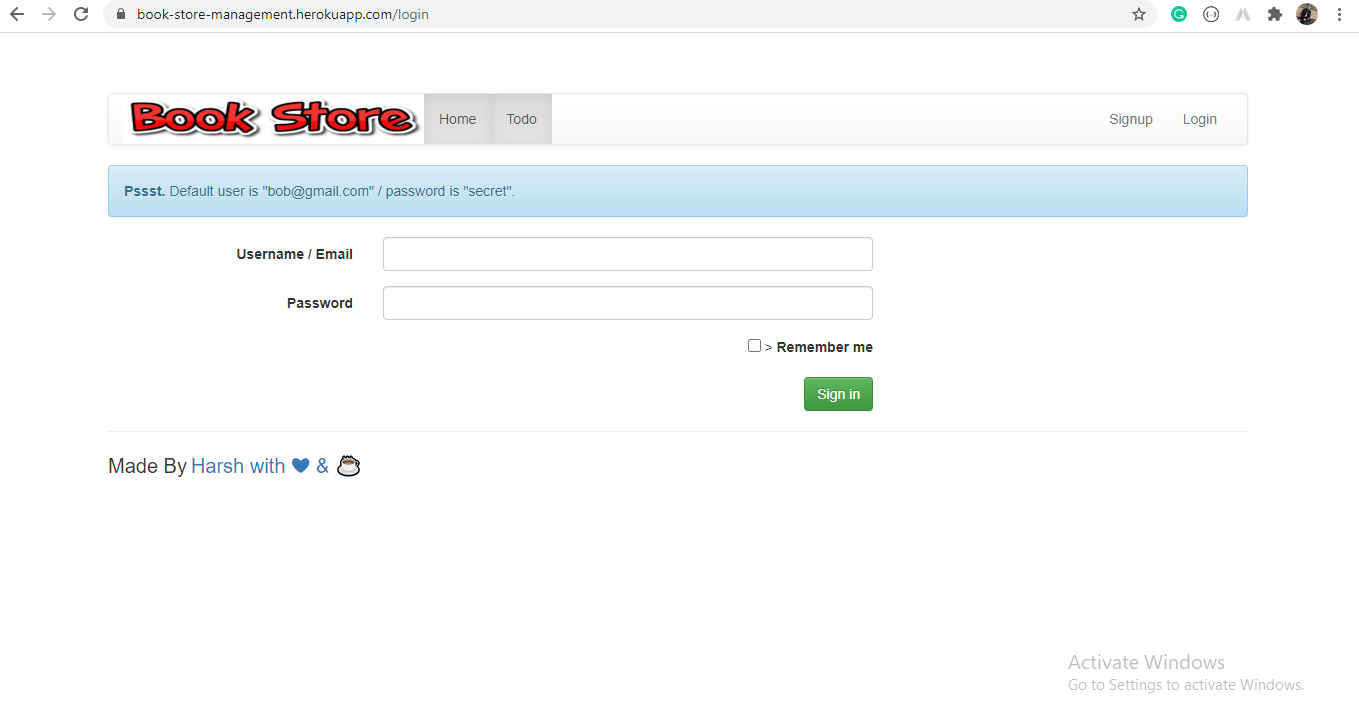 book-store-management.herokuapp.com/login
Book Store Home Todo Signup Login
Pssst. Default user is "bob@gmail.com" / password is "secret".
Username / Email
Password
> Remember me
Sign in
Made By Harsh with &
Activate Windows
Go to Settings to activate Windows.